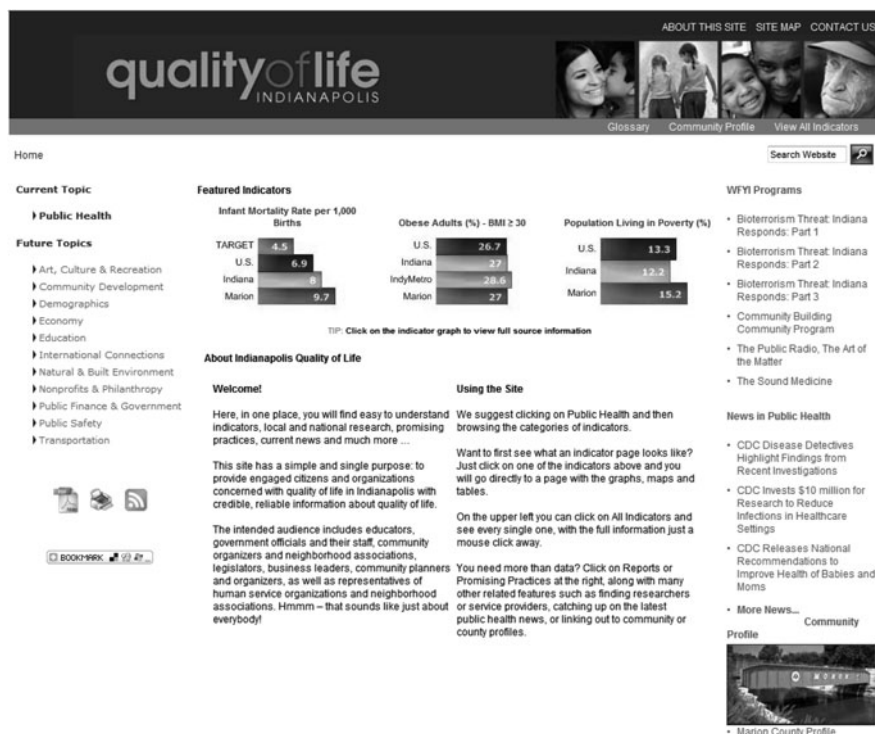 ABOUT THIS SITE SITE MAP CONTACT US
qualityoflife
INDIANAPOLIS
Glossary Community Profile View All Indicators
Home
Search Website
Current Topic
Public Health
Future Topics
Art, Culture & Recreation
Community Development
Demographics
Economy
Education
International Connections
Natural & Built Environment
Nonprofits & Philanthropy
Public Finance & Government
Public Safety
Transportation
BOOKMARK
Featured Indicators
Infant Mortality Rate per 1,000
Births
TARGET 4.5
U.S. 6.9
Indiana 8
Marion 9.7
Obese Adults (%) - BMI ≥ 30
U.S. 26.7
Indiana 27
IndyMetro 28.6
Marion 27
Population Living in Poverty (%)
U.S. 13.3
Indiana 12.2
Marion 15.2
TIP: Click on the indicator graph to view full source information
About Indianapolis Quality of Life
Welcome!
Here, in one place, you will find easy to understand
indicators, local and national research, promising
practices, current news and much more ...
This site has a simple and single purpose: to
provide engaged citizens and organizations
concerned with quality of life in Indianapolis with
credible, reliable information about quality of life.
The intended audience includes educators,
government officials and their staff, community
organizers and neighborhood associations,
legislators, business leaders, community planners
and organizers, as well as representatives of
human service organizations and neighborhood
associations. Hmmm – that sounds like just about
everybody!
Using the Site
We suggest clicking on Public Health and then
browsing the categories of indicators.
Want to first see what an indicator page looks like?
Just click on one of the indicators above and you
will go directly to a page with the graphs, maps and
tables.
On the upper left you can click on All Indicators and
see every single one, with the full information just a
mouse click away.
You need more than data? Click on Reports or
Promising Practices at the right, along with many
other related features such as finding researchers
or service providers, catching up on the latest
public health news, or linking out to community or
county profiles.
WFYI Programs
Bioterrorism Threat: Indiana
Responds: Part 1
Bioterrorism Threat: Indiana
Responds: Part 2
Bioterrorism Threat: Indiana
Responds: Part 3
Community Building
Community Program
The Public Radio, The Art of
the Matter
The Sound Medicine
News in Public Health
CDC Disease Detectives
Highlight Findings from
Recent Investigations
CDC Invests $10 million for
Research to Reduce
Infections in Healthcare
Settings
CDC Releases National
Recommendations to
Improve Health of Babies and
Moms
More News...
Community
Profile
Marion County Profile